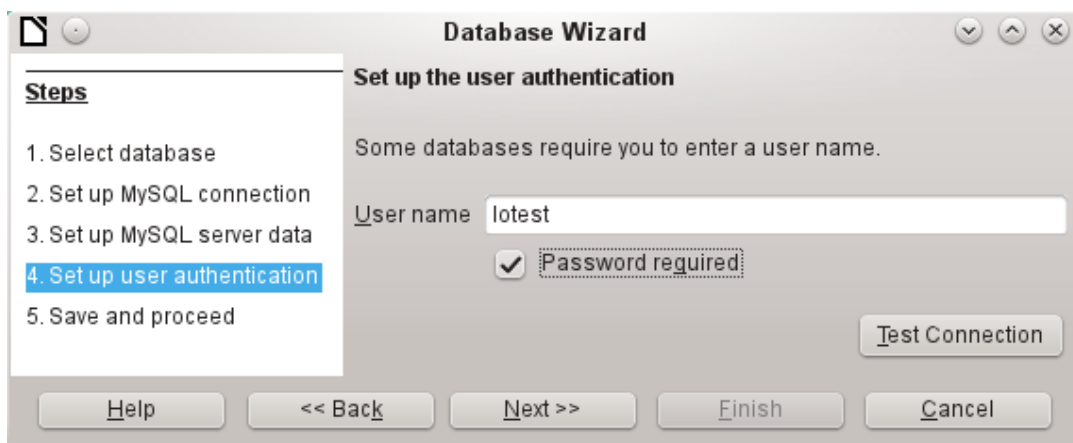 Database Wizard
Steps
1. Select database
2. Set up MySQL connection
3. Set up MySQL server data
4. Set up user authentication
5. Save and proceed
Set up the user authentication
Some databases require you to enter a user name.
User name lotest
Password required
Test Connection
Help << Back Next >> Finish Cancel